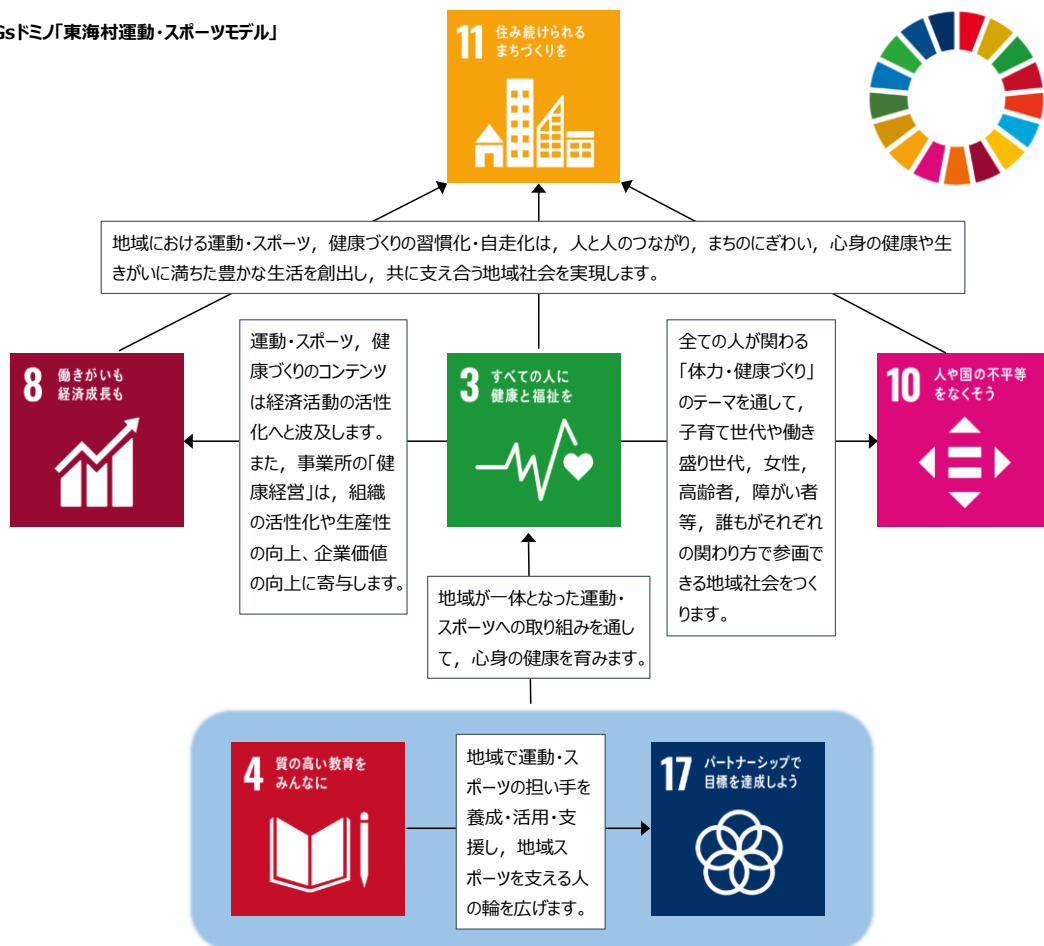 Gsドミノ「東海村運動・スポーツモデル」
11 住み続けられる
まちづくりを
地域における運動・スポーツ，健康づくりの習慣化・自走化は，人と人のつながり，まちのにぎわい，心身の健康や生
きがいに満ちた豊かな生活を創出し，共に支え合う地域社会を実現します。
8 働きがいも
経済成長も
運動・スポーツ，健
康づくりのコンテンツ
は経済活動の活性
化へと波及します。
また，事業所の「健
康経営」は，組織
の活性化や生産性
の向上、企業価値
の向上に寄与します。
3 すべての人に
健康と福祉を
全ての人が関わる
「体力・健康づくり」
のテーマを通して，
子育て世代や働き
盛り世代，女性，
高齢者，障がい者
等，誰もがそれぞれ
の関わり方で参画で
きる地域社会をつく
ります。
10 人や国の不平等
をなくそう
地域が一体となった運動・
スポーツへの取り組みを通し
て，心身の健康を育みます。
4 質の高い教育を
みんなに
地域で運動・ス
ポーツの担い手を
養成・活用・支
援し，地域ス
ポーツを支える人
の輪を広げます。
17 パートナーシップで
目標を達成しよう